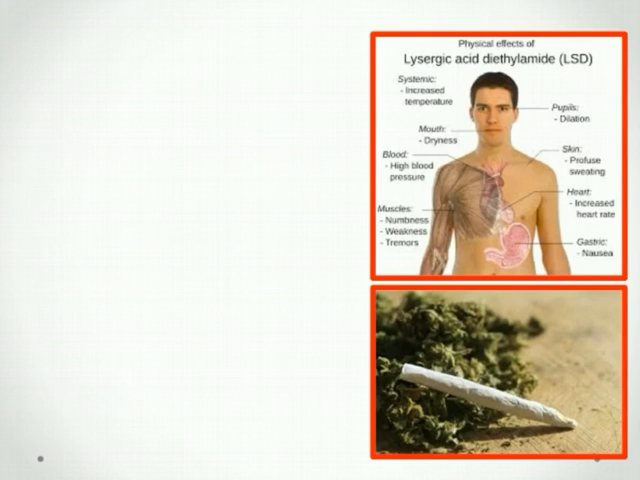 Physical effects of
Lysergic acid diethylamide (LSD)
Systemic:
- Increased
temperature
Pupils:
- Dilation
Mouth:
- Dryness
Blood:
- High blood
pressure
Skin:
- Profuse
sweating
Heart:
- Increased
heart rate
Muscles:
- Numbness
- Weakness
- Tremors
Gastric:
- Nausea